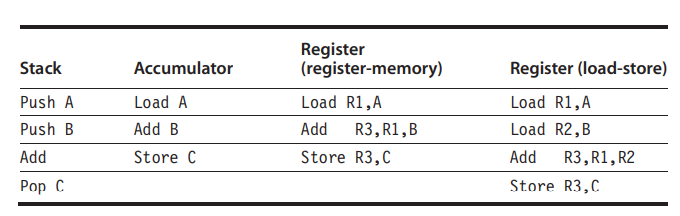 Register
Stack Accumulator (register-memory) Register (load-store)
Push A Load A Load R1,A Load R1,A
Push B Add B Add R3,R1,B Load R2,B
Add Store C Store R3,C Add R3,R1,R2
Pop C Store R3,C